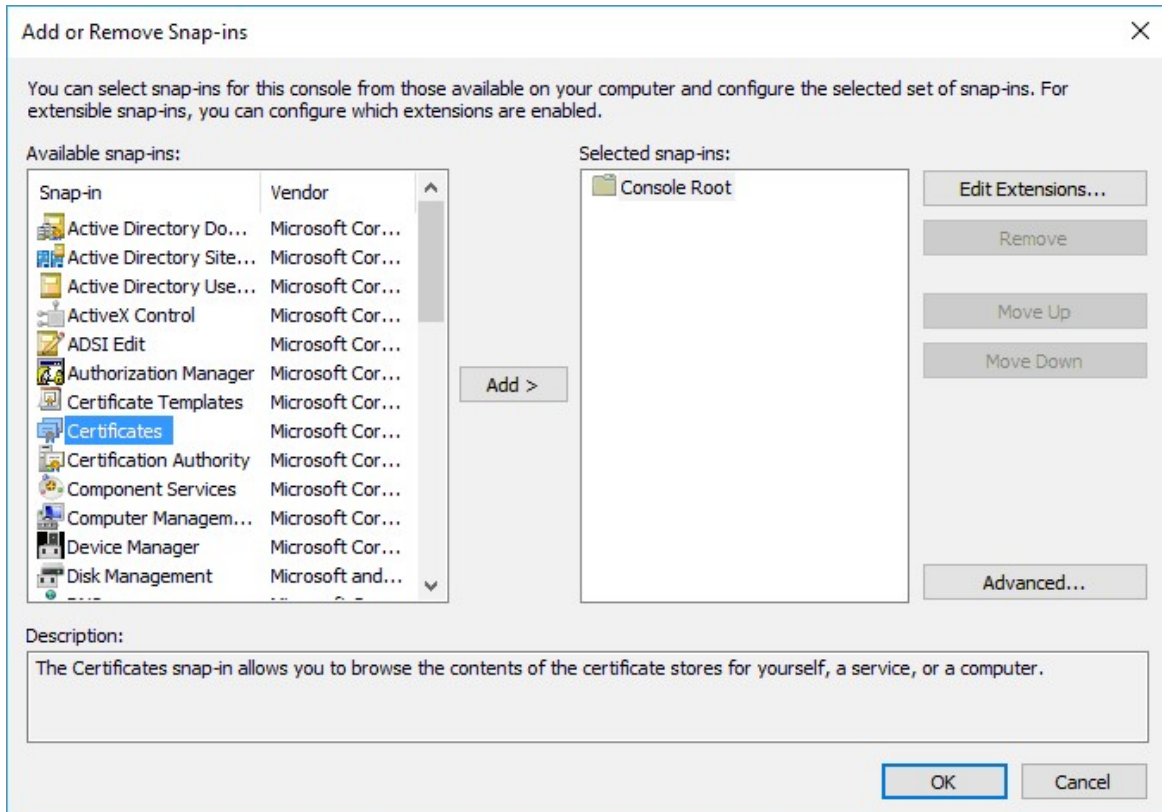 Add or Remove Snap-ins
You can select snap-ins for this console from those available on your computer and configure the selected set of snap-ins. For
extensible snap-ins, you can configure which extensions are enabled.
Available snap-ins:
Snap-in Vendor
Active Directory Do... Microsoft Cor...
Active Directory Site... Microsoft Cor...
Active Directory Use... Microsoft Cor...
ActiveX Control Microsoft Cor...
ADSI Edit Microsoft Cor...
Authorization Manager Microsoft Cor...
Certificate Templates Microsoft Cor...
Certificates Microsoft Cor...
Certification Authority Microsoft Cor...
Component Services Microsoft Cor...
Computer Managem... Microsoft Cor...
Device Manager Microsoft Cor...
Disk Management Microsoft and...
Add >
Selected snap-ins:
Console Root
Edit Extensions...
Remove
Move Up
Move Down
Advanced...
Description:
The Certificates snap-in allows you to browse the contents of the certificate stores for yourself, a service, or a computer.
OK Cancel